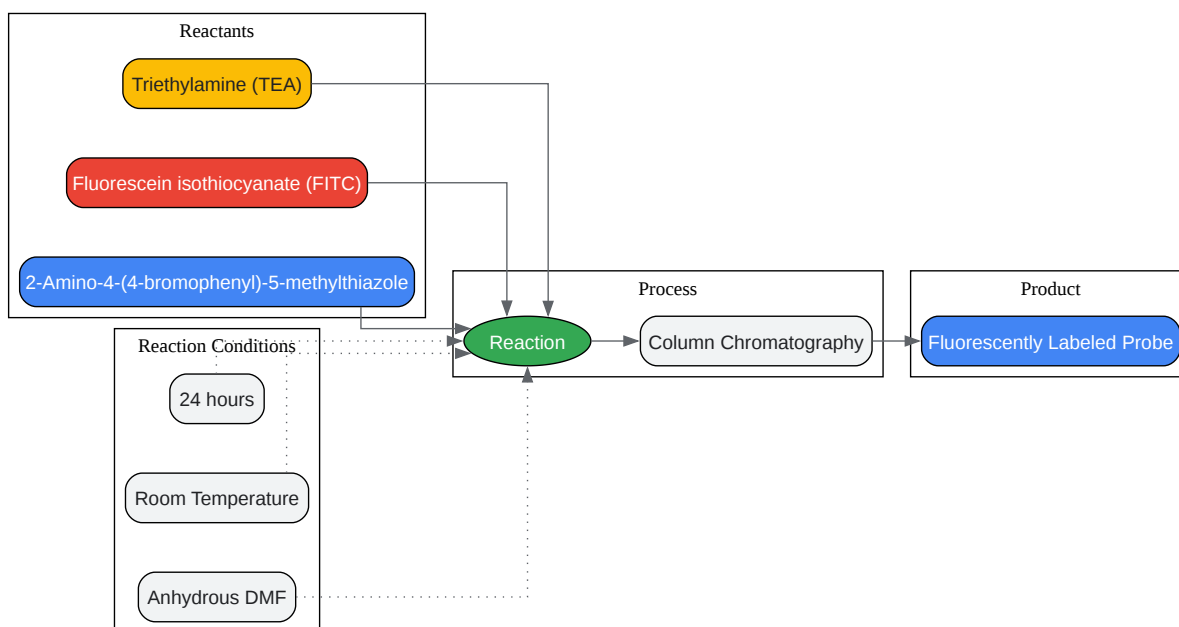 Reactants
Triethylamine (TEA)
Fluorescein isothiocyanate (FITC)
2-Amino-4-(4-bromophenyl)-5-methylthiazole
Reaction Conditions
24 hours
Room Temperature
Anhydrous DMF
Process
Reaction
Column Chromatography
Product
Fluorescently Labeled Probe